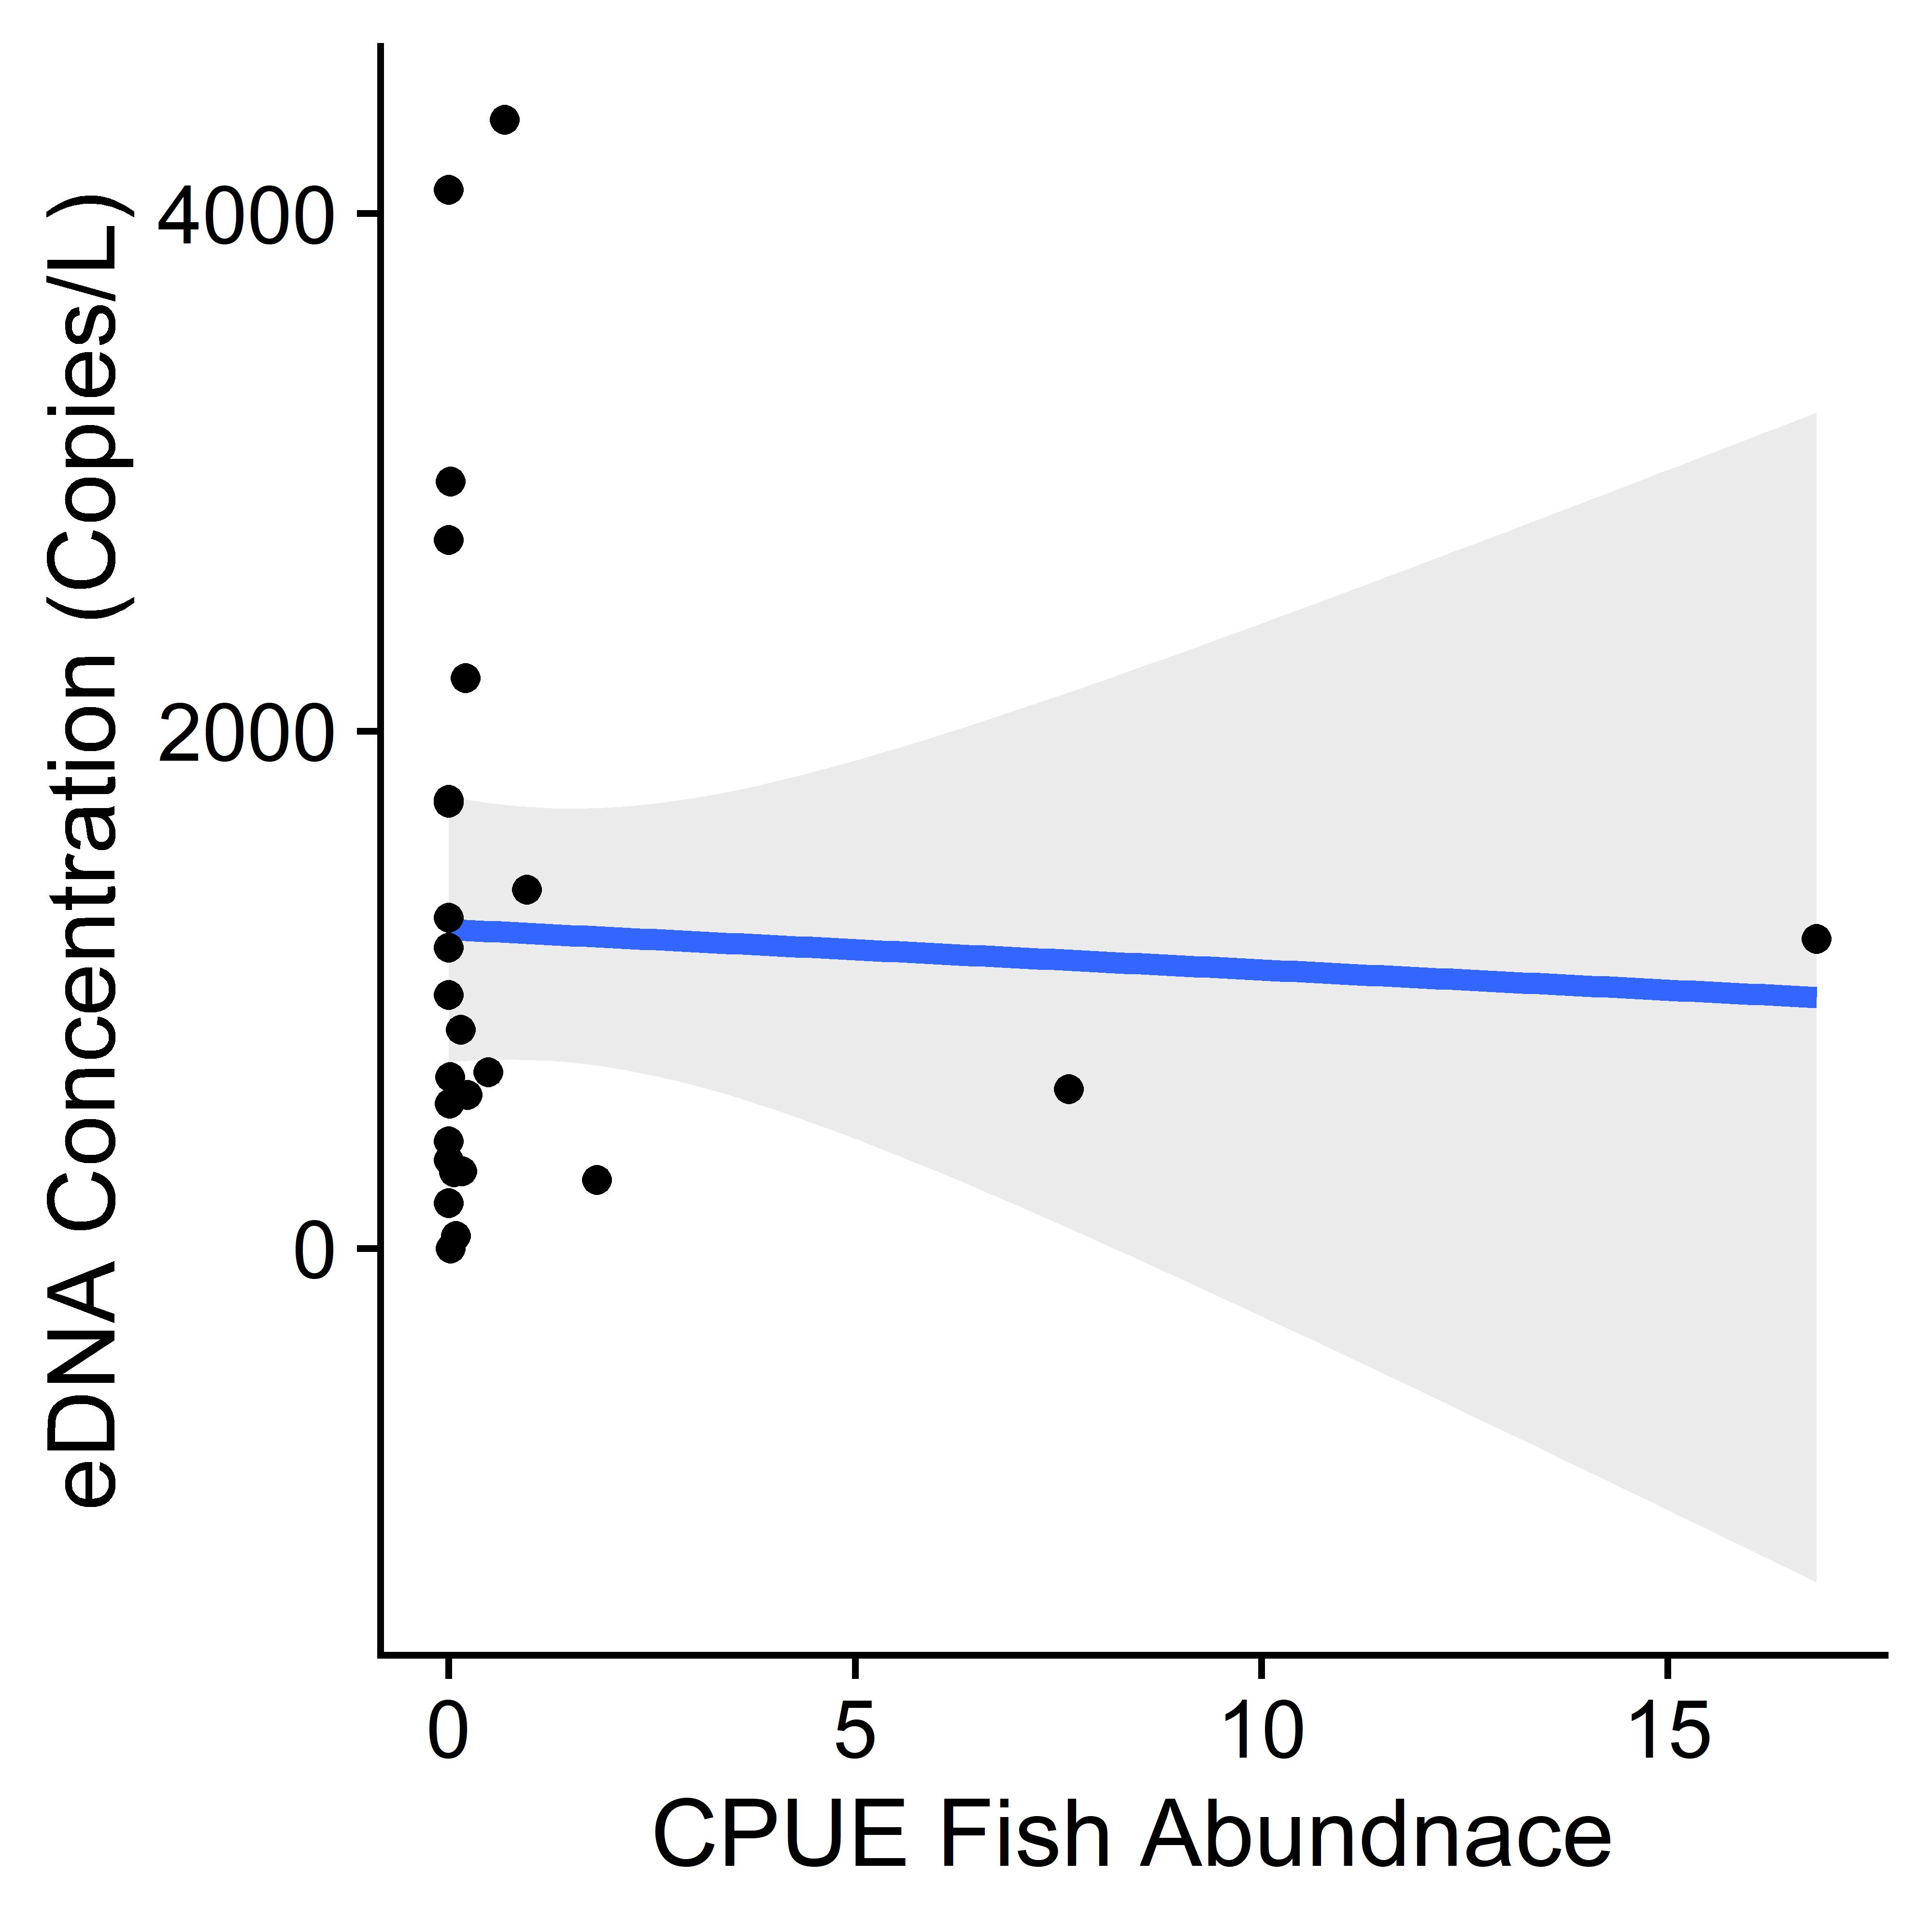 eDNA Concentration (Copies/L)
4000
2000
0
0 5 10 15
CPUE Fish Abundnace